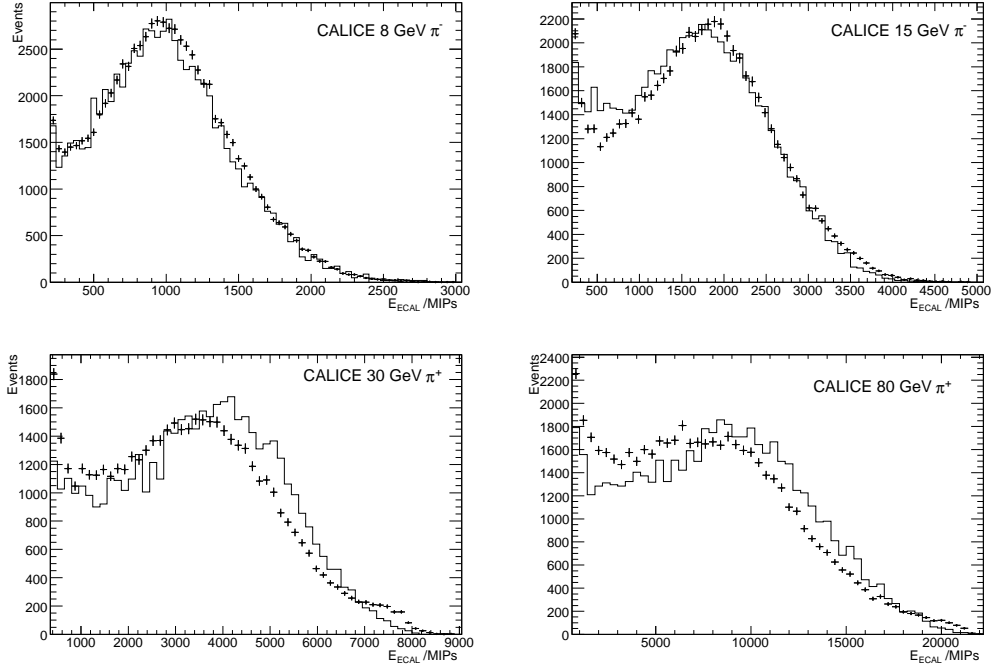 Events
CALICE 8 GeV π⁻
2500
2000
1500
1000
500
0
500 1000 1500 2000 2500 3000
E_ECAL /MIPs
CALICE 15 GeV π⁻
2200
2000
1800
1600
1400
1200
1000
800
600
400
200
0
500 1000 1500 2000 2500 3000 3500 4000 4500 5000
E_ECAL /MIPs
Events
CALICE 30 GeV π⁺
1800
1600
1400
1200
1000
800
600
400
200
0
1000 2000 3000 4000 5000 6000 7000 8000 9000
E_ECAL /MIPs
Events
CALICE 80 GeV π⁺
2400
2200
2000
1800
1600
1400
1200
1000
800
600
400
200
0
5000 10000 15000 20000
E_ECAL /MIPs